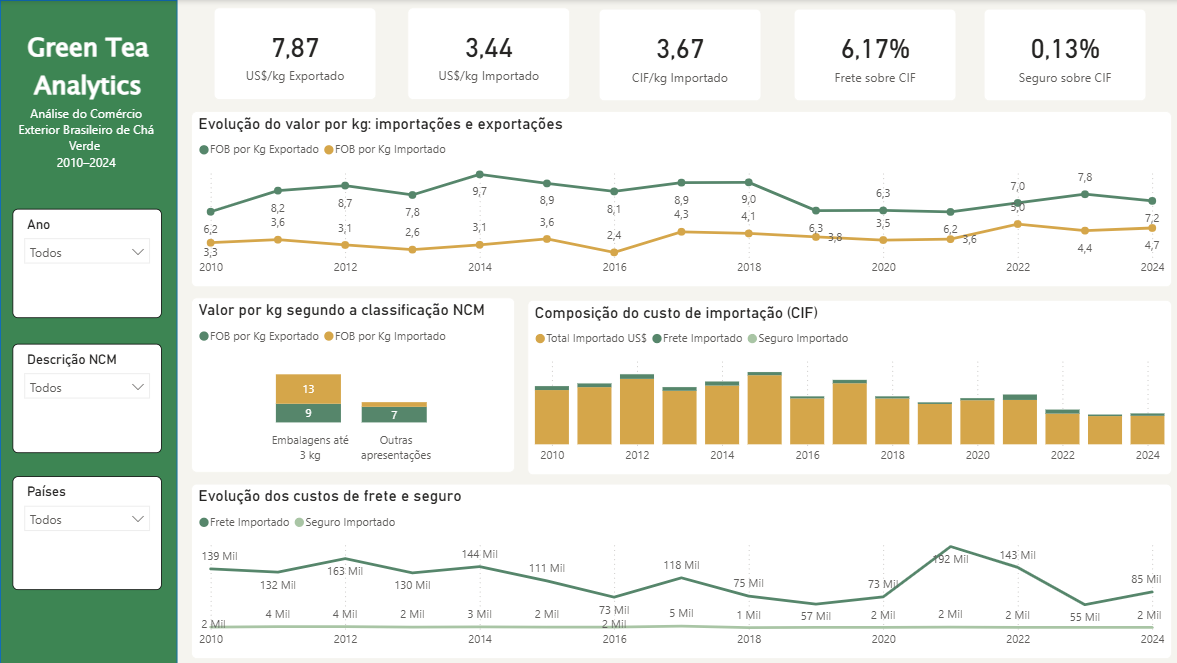 Green Tea
Analytics
Análise do Comércio
Exterior Brasileiro de Chá
Verde
2010–2024
Ano
Todos
Descrição NCM
Todos
Países
Todos
7,87
US$/kg Exportado
3,44
US$/kg Importado
3,67
CIF/kg Importado
6,17%
Frete sobre CIF
0,13%
Seguro sobre CIF
Evolução do valor por kg: importações e exportações
FOB por Kg Exportado FOB por Kg Importado
6,2 8,2 8,7 7,8 9,7 8,9 8,1 8,9 9,0 6,3 6,3 6,2 7,0 7,8 7,2
3,3 3,6 3,1 2,6 3,1 3,6 2,4 4,3 4,1 3,8 3,5 3,6 5,0 4,4 4,7
2010 2012 2014 2016 2018 2020 2022 2024
Valor por kg segundo a classificação NCM
FOB por Kg Exportado FOB por Kg Importado
13
9 7
Embalagens até
3 kg
Outras
apresentações
Composição do custo de importação (CIF)
Total Importado US$ Frete Importado Seguro Importado
2010 2012 2014 2016 2018 2020 2022 2024
Evolução dos custos de frete e seguro
Frete Importado Seguro Importado
139 Mil 132 Mil 163 Mil 130 Mil 144 Mil 111 Mil 73 Mil 118 Mil 75 Mil 57 Mil 73 Mil 192 Mil 143 Mil 55 Mil 85 Mil
2 Mil 4 Mil 4 Mil 2 Mil 3 Mil 2 Mil 2 Mil 5 Mil 1 Mil 2 Mil 2 Mil 2 Mil 2 Mil
2010 2012 2014 2016 2018 2020 2022 2024